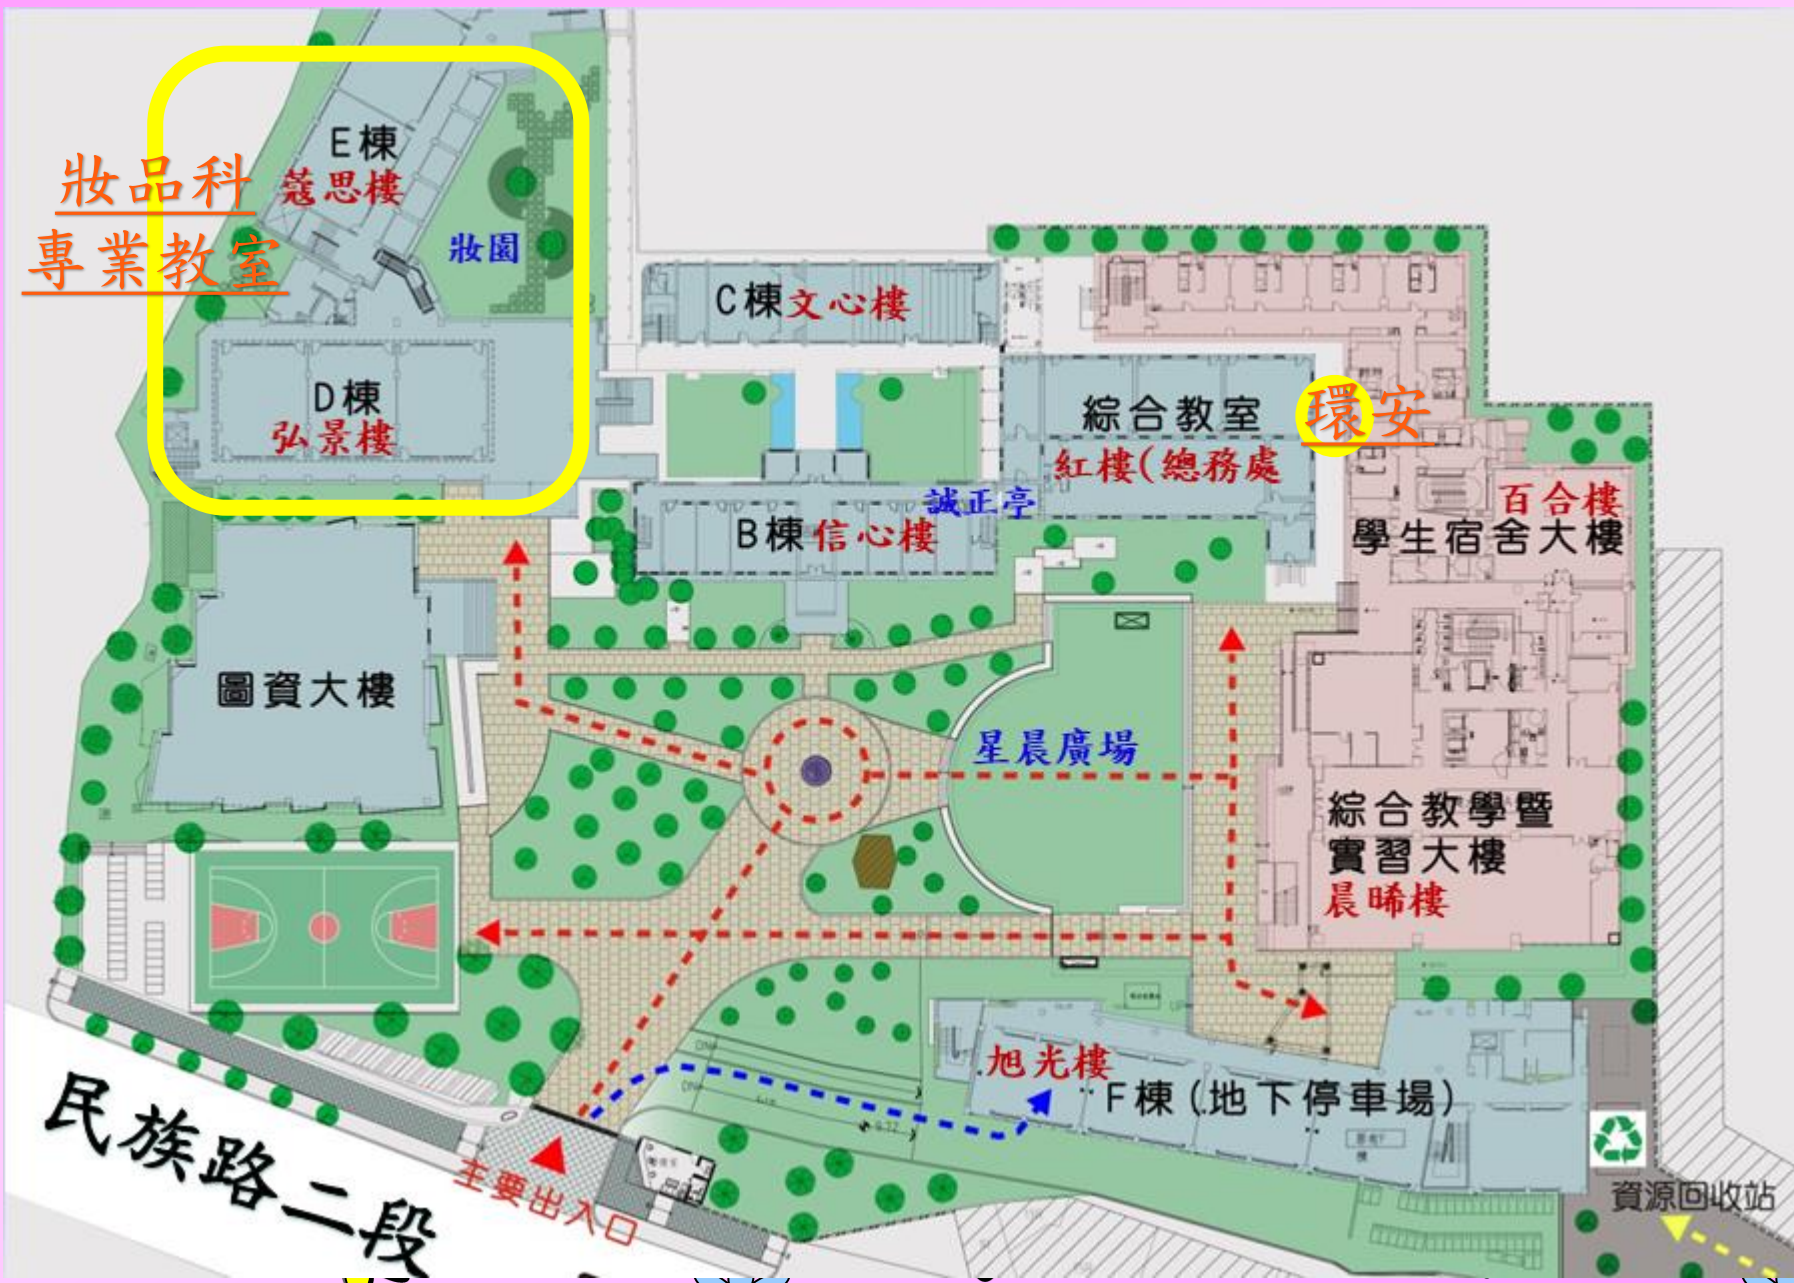 E棟
蔻思樓
妝品科
專業教室
妝園
C棟文心樓
D棟
弘景樓
綜合教室
環安
紅樓(總務處
誠正亭
百合樓
B棟信心樓
學生宿舍大樓
圖資大樓
星晨廣場
綜合教學暨
實習大樓
晨晞樓
旭光樓
F棟(地下停車場)
民族路二段
主要出入口
資源回收站